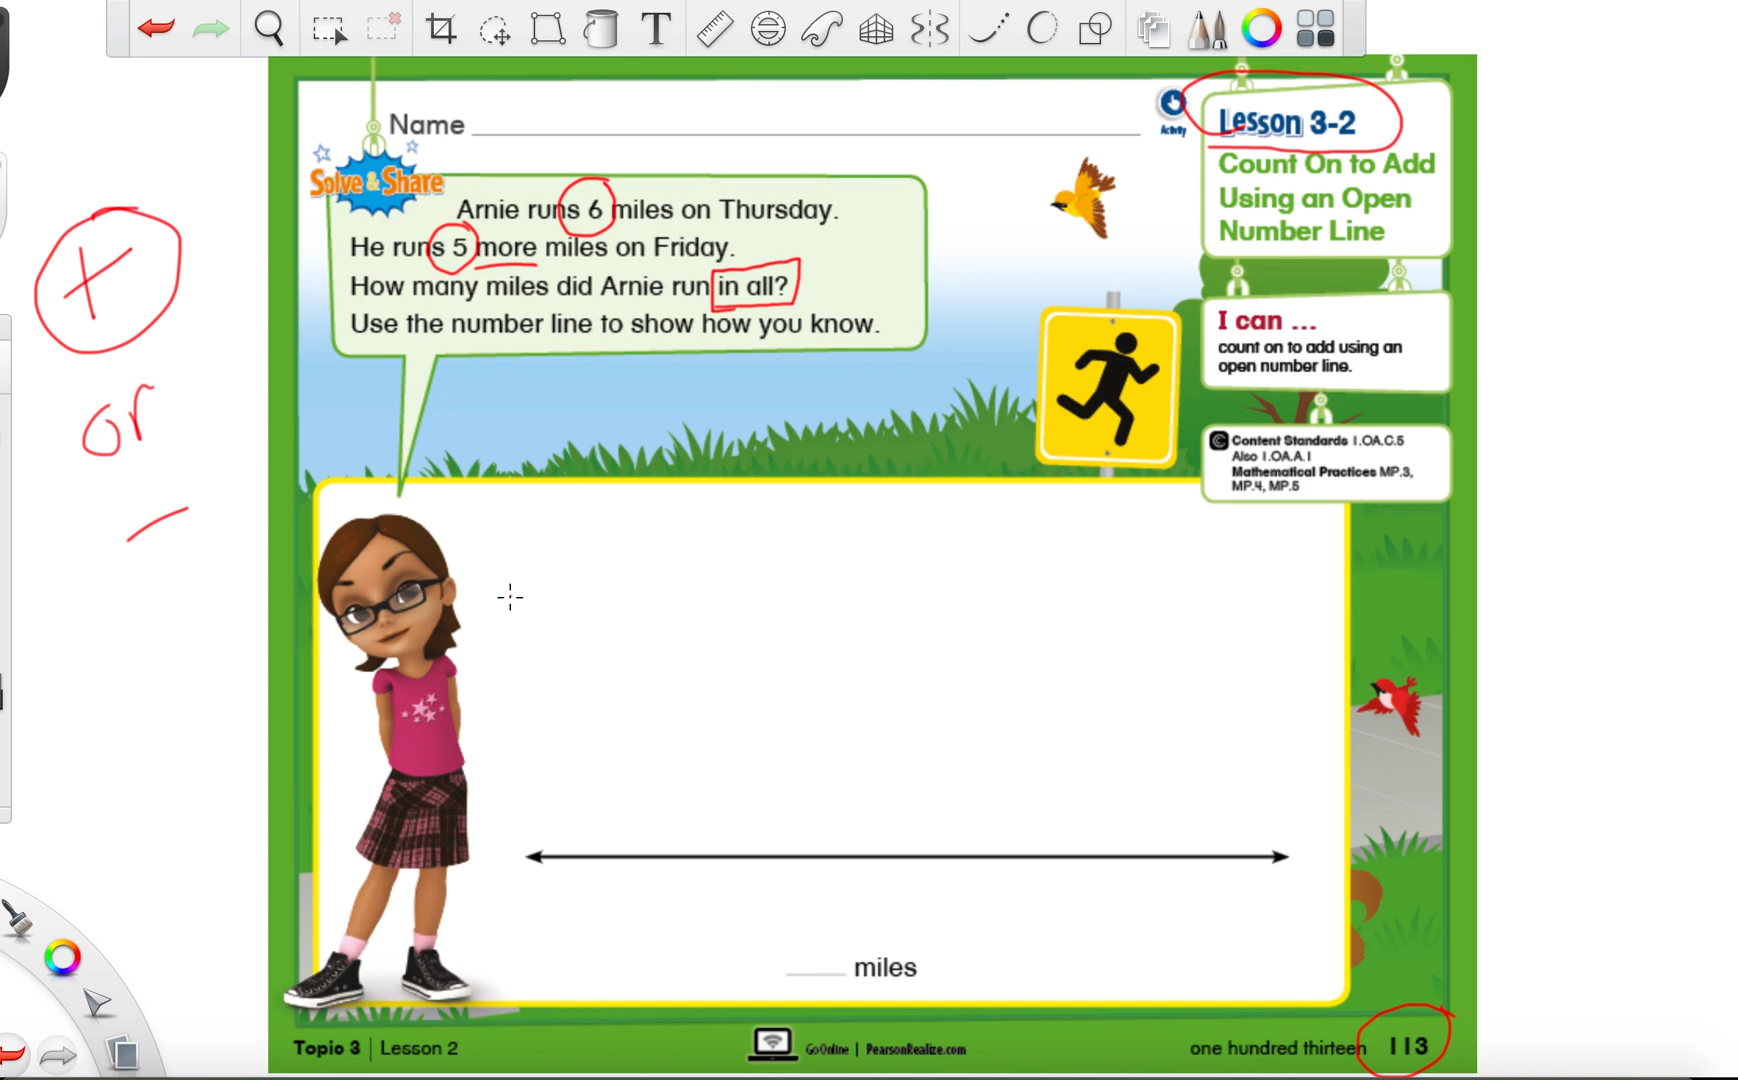 Name
Activity
Lesson 3-2
Count On to Add
Using an Open
Number Line
Solve & Share
Arnie runs 6 miles on Thursday.
He runs 5 more miles on Friday.
How many miles did Arnie run in all?
Use the number line to show how you know.
+
or
−
I can ...
count on to add using an
open number line.
Content Standards 1.OA.C.5
Also 1.OA.A.1
Mathematical Practices MP.3,
MP.4, MP.5
____ miles
Topic 3 | Lesson 2
Go Online | PearsonRealize.com
one hundred thirteen 113